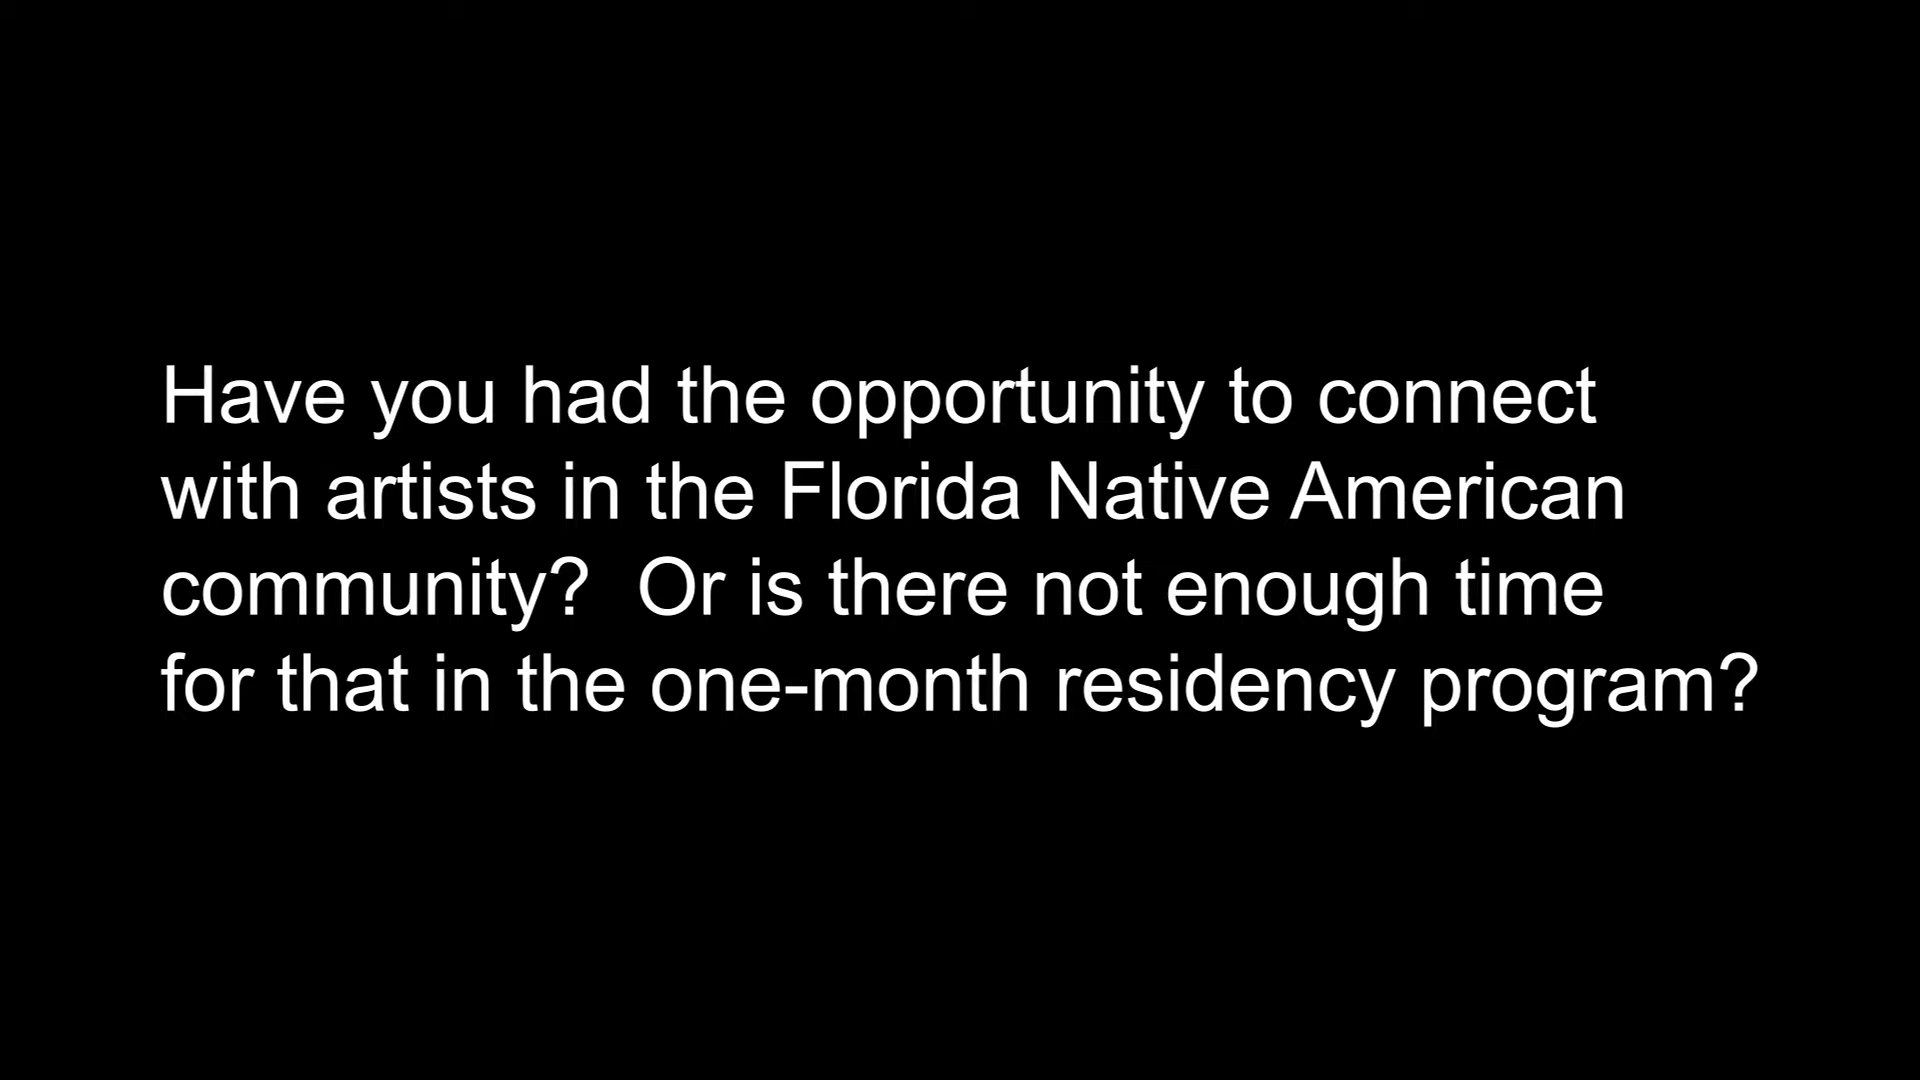 Have you had the opportunity to connect
with artists in the Florida Native American
community?  Or is there not enough time
for that in the one-month residency program?